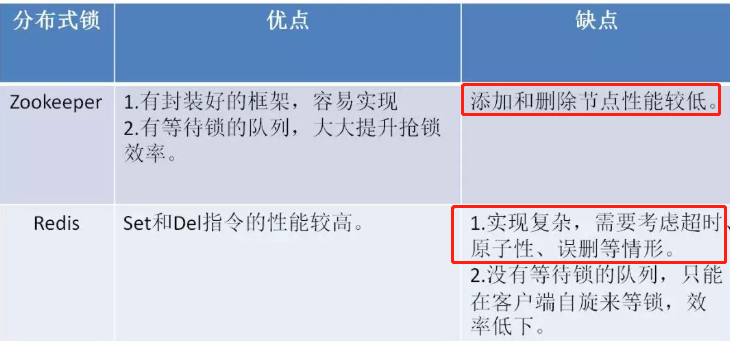 分布式锁 优点 缺点
Zookeeper 1.有封装好的框架，容易实现 添加和删除节点性能较低。
2.有等待锁的队列，大大提升抢锁
效率。
Redis Set和Del指令的性能较高。 1.实现复杂，需要考虑超时、
原子性、误删等情形。
2.没有等待锁的队列，只能
在客户端自旋来等锁，效
率低下。